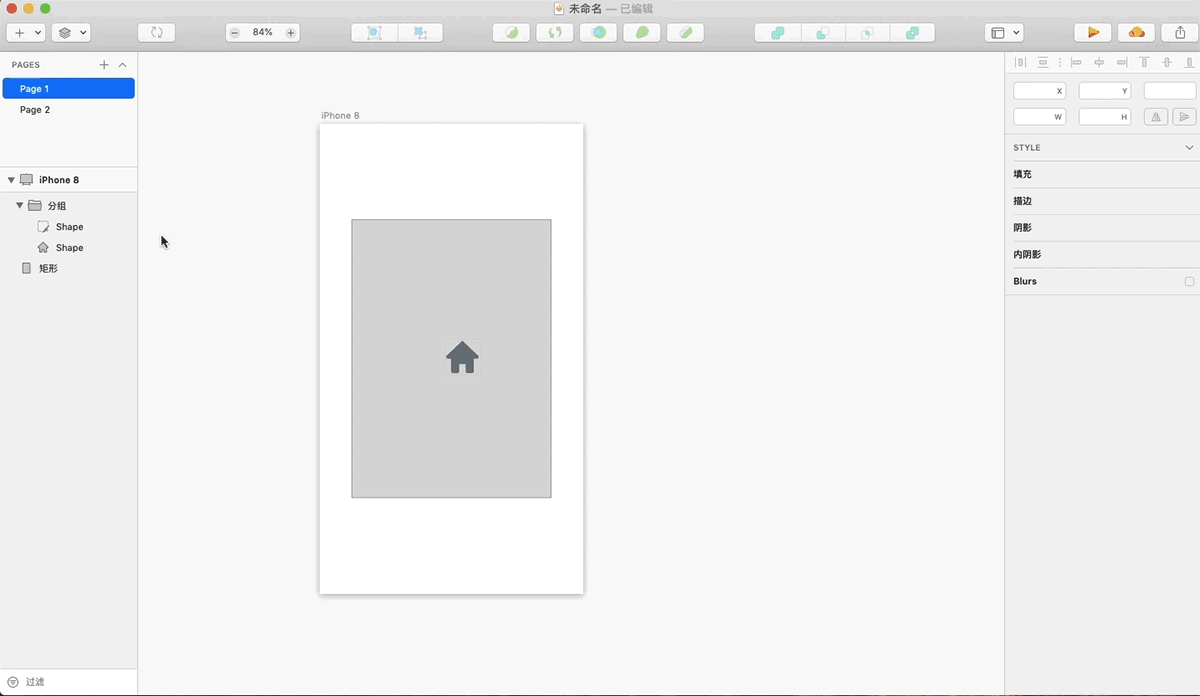 未命名 — 已编辑
84%
PAGES
Page 1
Page 2
iPhone 8
分组
Shape
Shape
矩形
过滤
iPhone 8
X
Y
W
H
STYLE
填充
描边
阴影
内阴影
Blurs